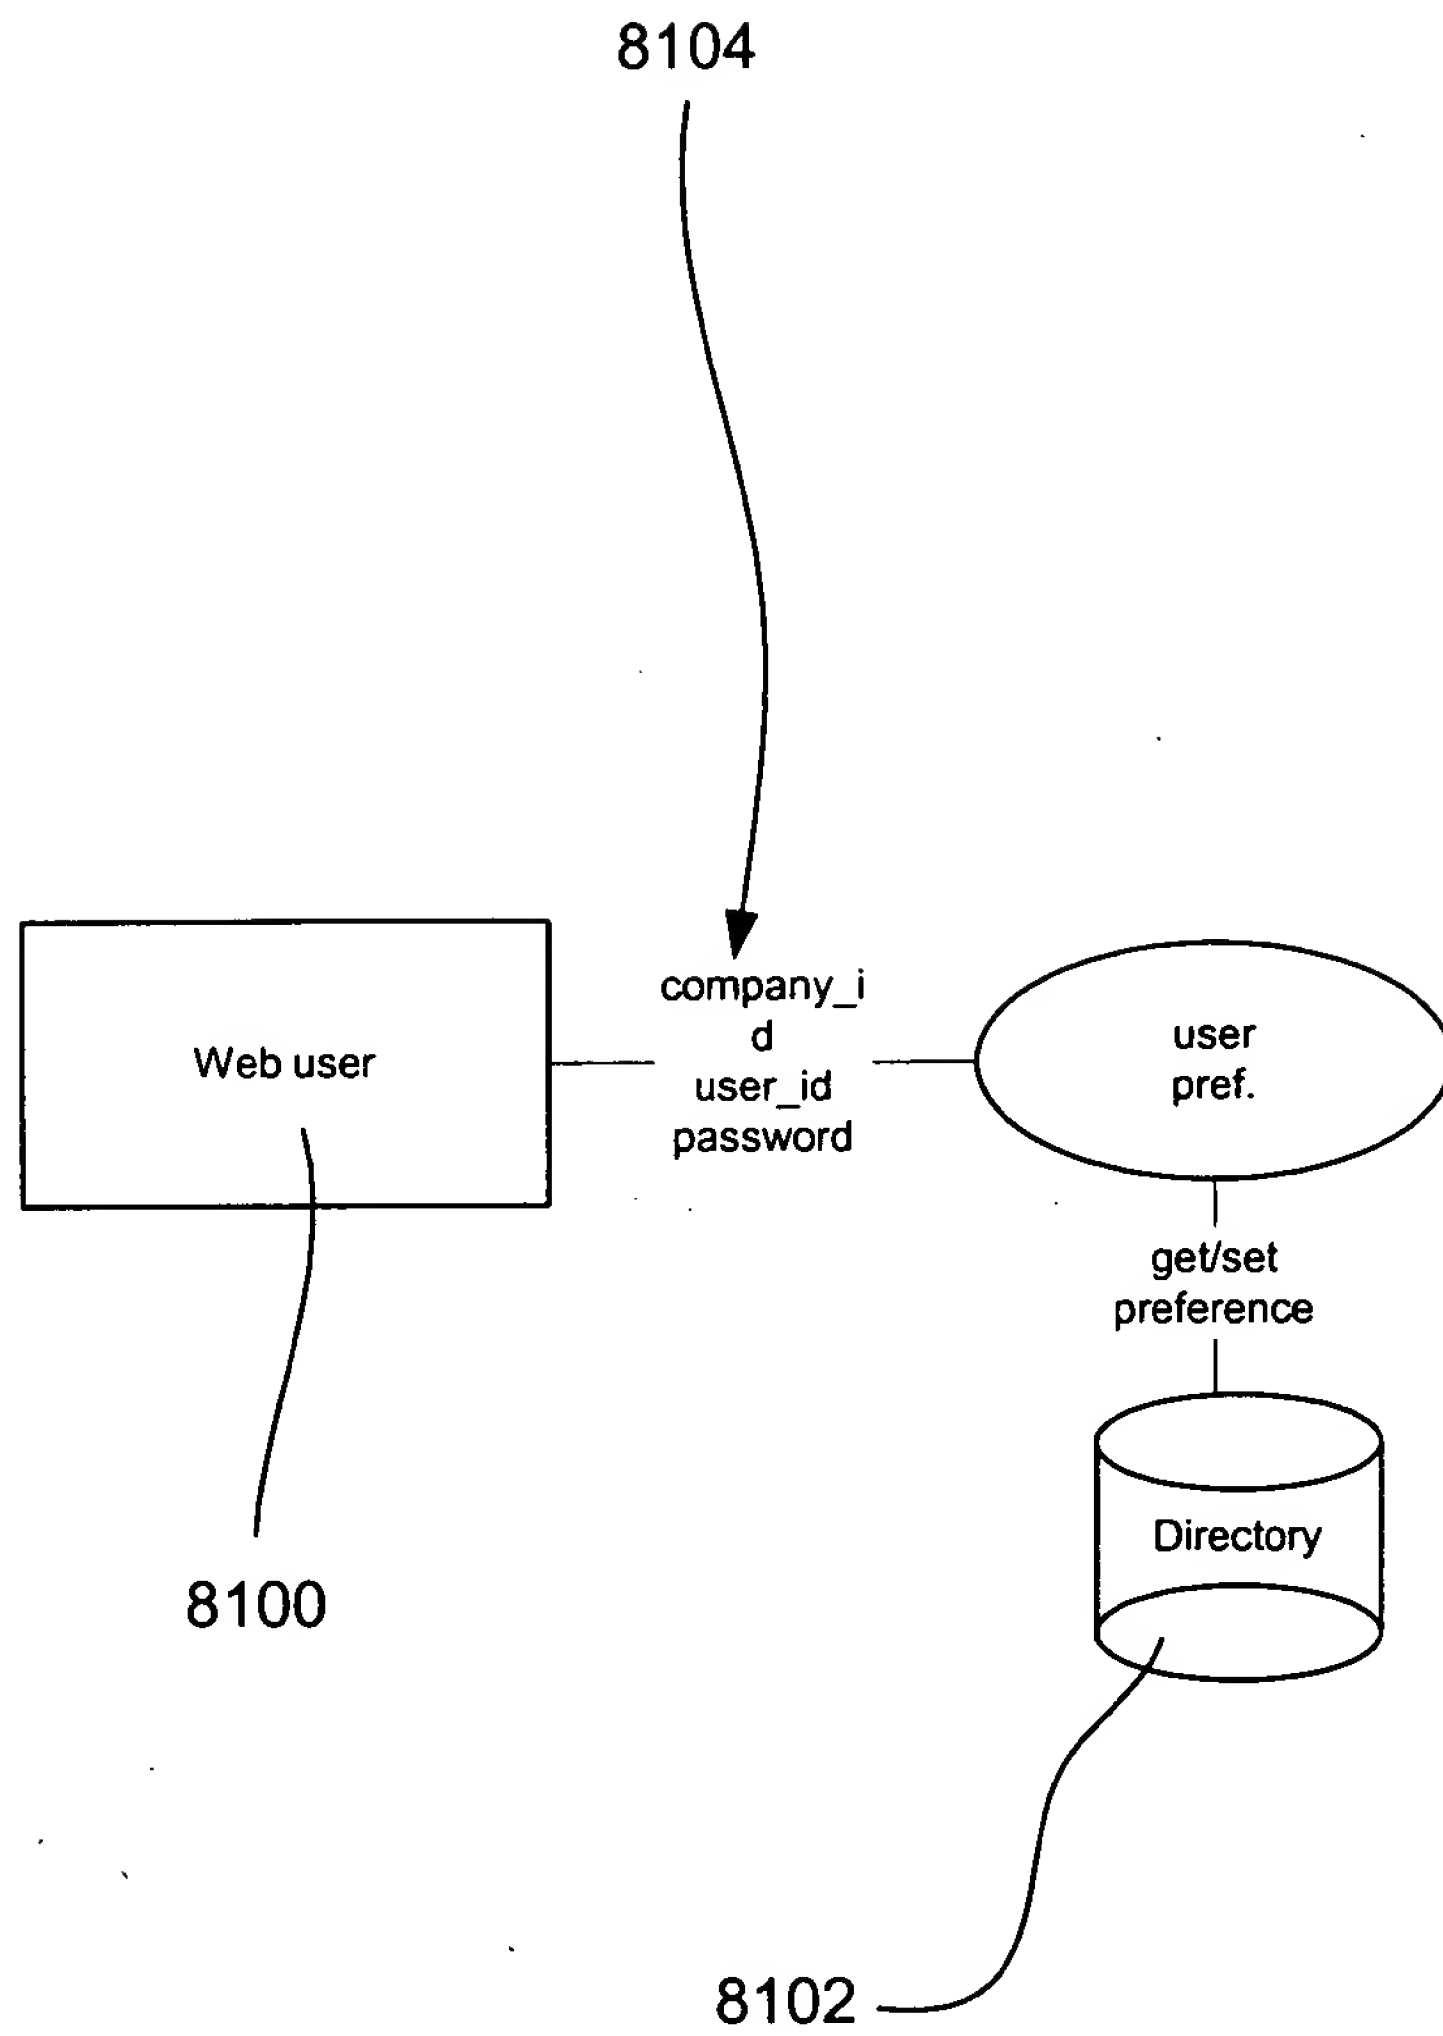 8104
company_i
d
user_id
password
Web user
user
pref.
get/set
preference
Directory
8100
8102